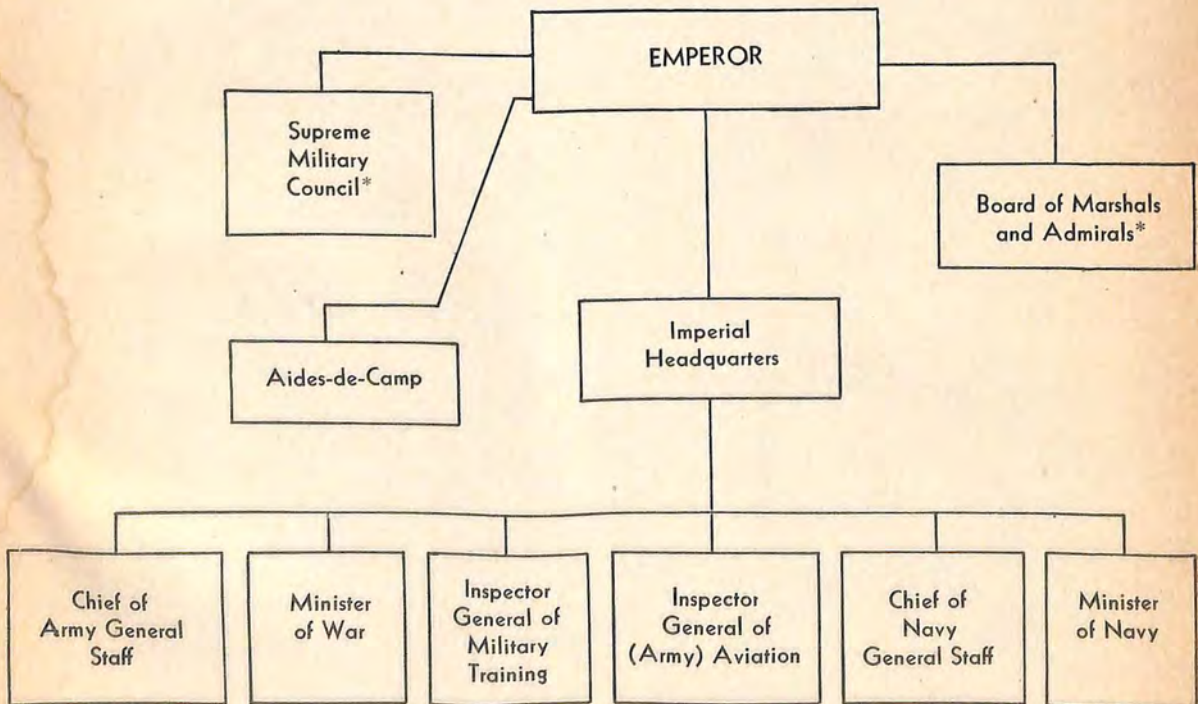 EMPEROR
Supreme
Military
Council*
Board of Marshals
and Admirals*
Imperial
Headquarters
Aides-de-Camp
Chief of
Army General
Staff
Minister
of War
Inspector
General of
Military
Training
Inspector
General of
(Army) Aviation
Chief of
Navy
General Staff
Minister
of Navy